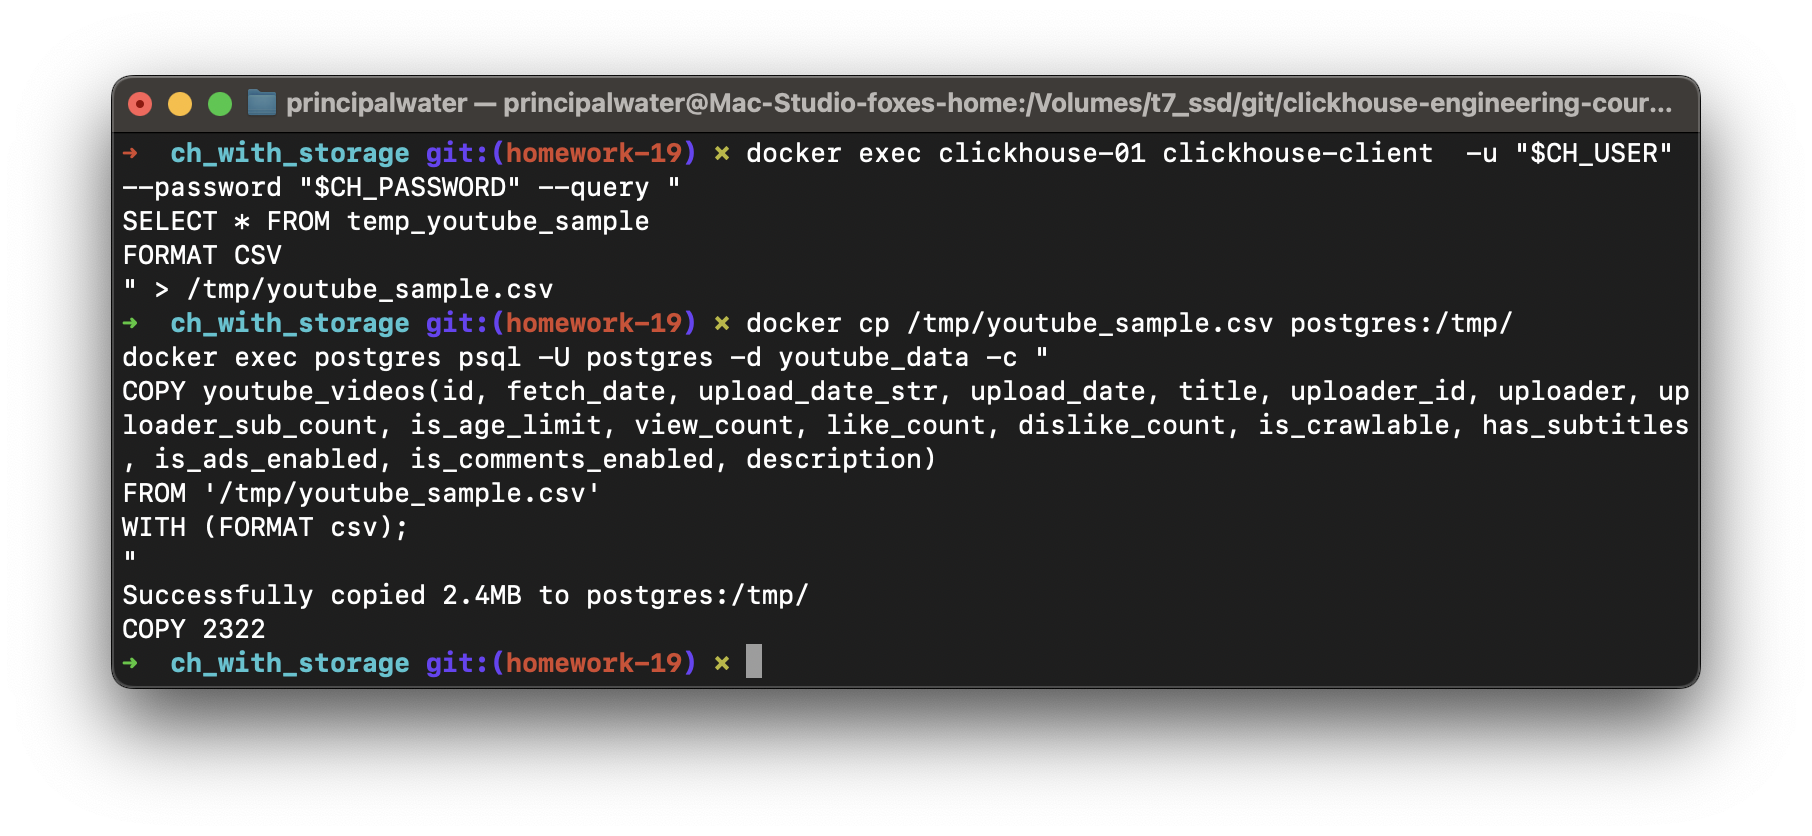 principalwater — principalwater@Mac-Studio-foxes-home:/Volumes/t7_ssd/git/clickhouse-engineering-cour...
➜  ch_with_storage git:(homework-19) ✗ docker exec clickhouse-01 clickhouse-client  -u "$CH_USER"
--password "$CH_PASSWORD" --query "
SELECT * FROM temp_youtube_sample
FORMAT CSV
" > /tmp/youtube_sample.csv
➜  ch_with_storage git:(homework-19) ✗ docker cp /tmp/youtube_sample.csv postgres:/tmp/
docker exec postgres psql -U postgres -d youtube_data -c "
COPY youtube_videos(id, fetch_date, upload_date_str, upload_date, title, uploader_id, uploader, up
loader_sub_count, is_age_limit, view_count, like_count, dislike_count, is_crawlable, has_subtitles
, is_ads_enabled, is_comments_enabled, description)
FROM '/tmp/youtube_sample.csv'
WITH (FORMAT csv);
"
Successfully copied 2.4MB to postgres:/tmp/
COPY 2322
➜  ch_with_storage git:(homework-19) ✗